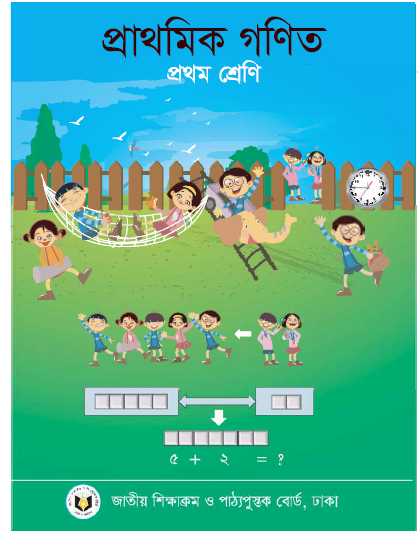 প্রাথমিক গণিত
প্রথম শ্রেণি
৫ + ২ = ?
জাতীয় শিক্ষাক্রম ও পাঠ্যপুস্তক বোর্ড, ঢাকা